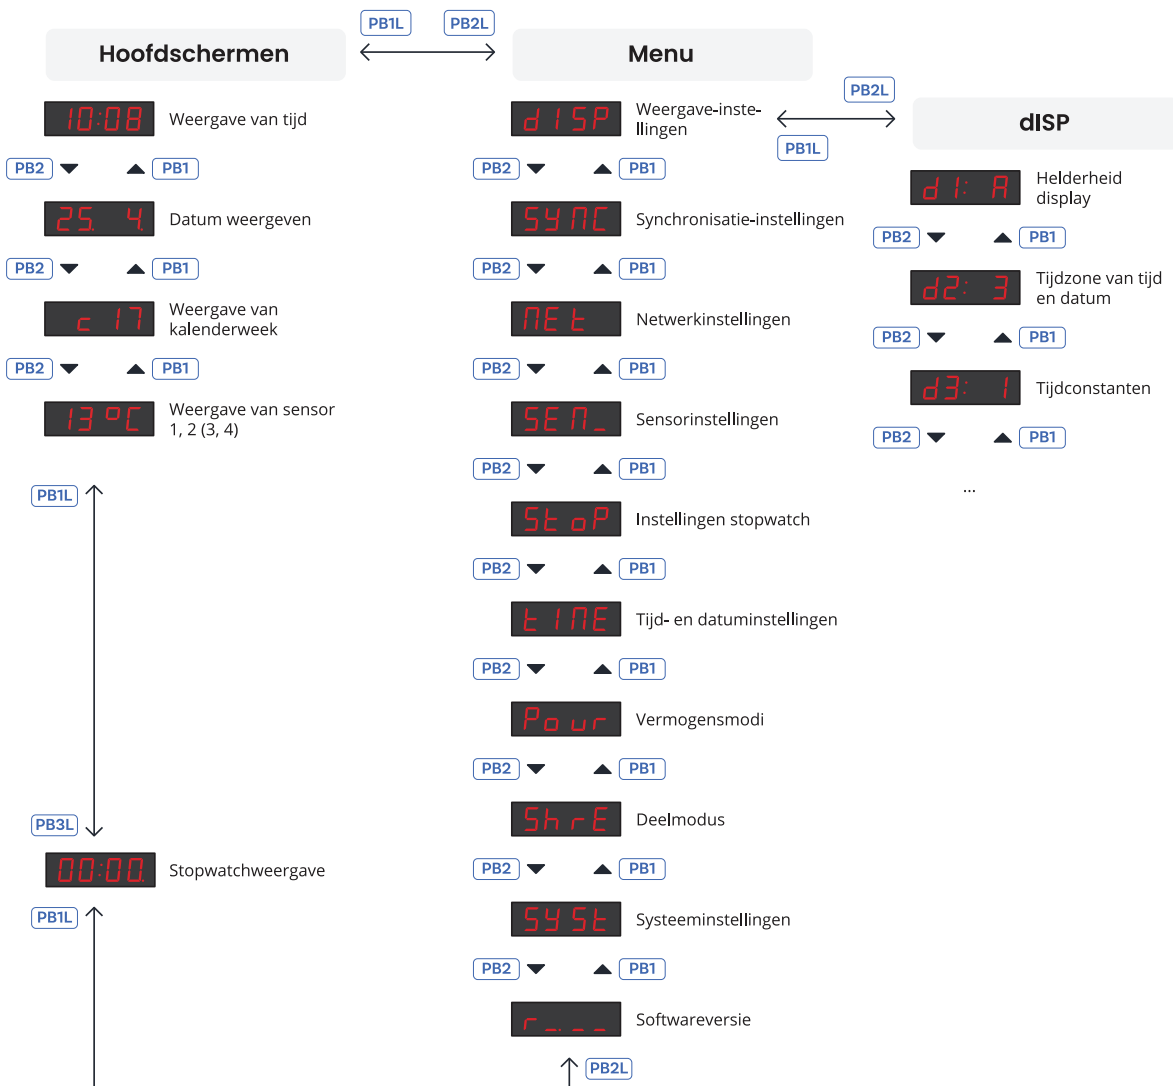 PB1L PB2L
Hoofdschermen
Menu
10:08 Weergave van tijd
PB2 PB1
25. 4. Datum weergeven
PB2 PB1
c 17 Weergave van
kalenderweek
PB2 PB1
13 °C Weergave van sensor
1, 2 (3, 4)
PB1L
PB3L
00:00. Stopwatchweergave
PB1L
dISP Weergave-inste-
llingen
PB2 PB1
SYNC Synchronisatie-instellingen
PB2 PB1
NEt Netwerkinstellingen
PB2 PB1
SEN_ Sensorinstellingen
PB2 PB1
StoP Instellingen stopwatch
PB2 PB1
tIME Tijd- en datuminstellingen
PB2 PB1
Pour Vermogensmodi
PB2 PB1
ShrE Deelmodus
PB2 PB1
SYSt Systeeminstellingen
PB2 PB1
r _._ _ Softwareversie
PB2L
PB2L
PB1L
dISP
d1: A Helderheid
display
PB2 PB1
d2: 3 Tijdzone van tijd
en datum
PB2 PB1
d3: 1 Tijdconstanten
PB2 PB1
...